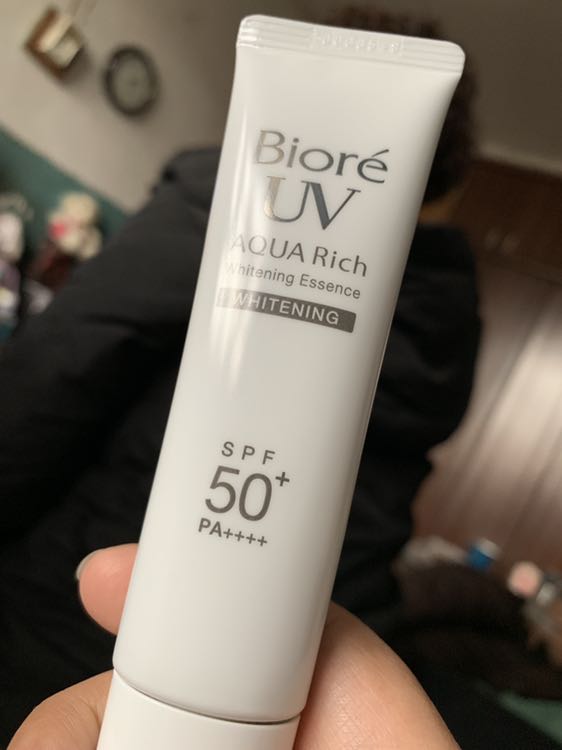 Bioré
UV
AQUA Rich
Whitening Essence
WHITENING
SPF
50+
PA++++